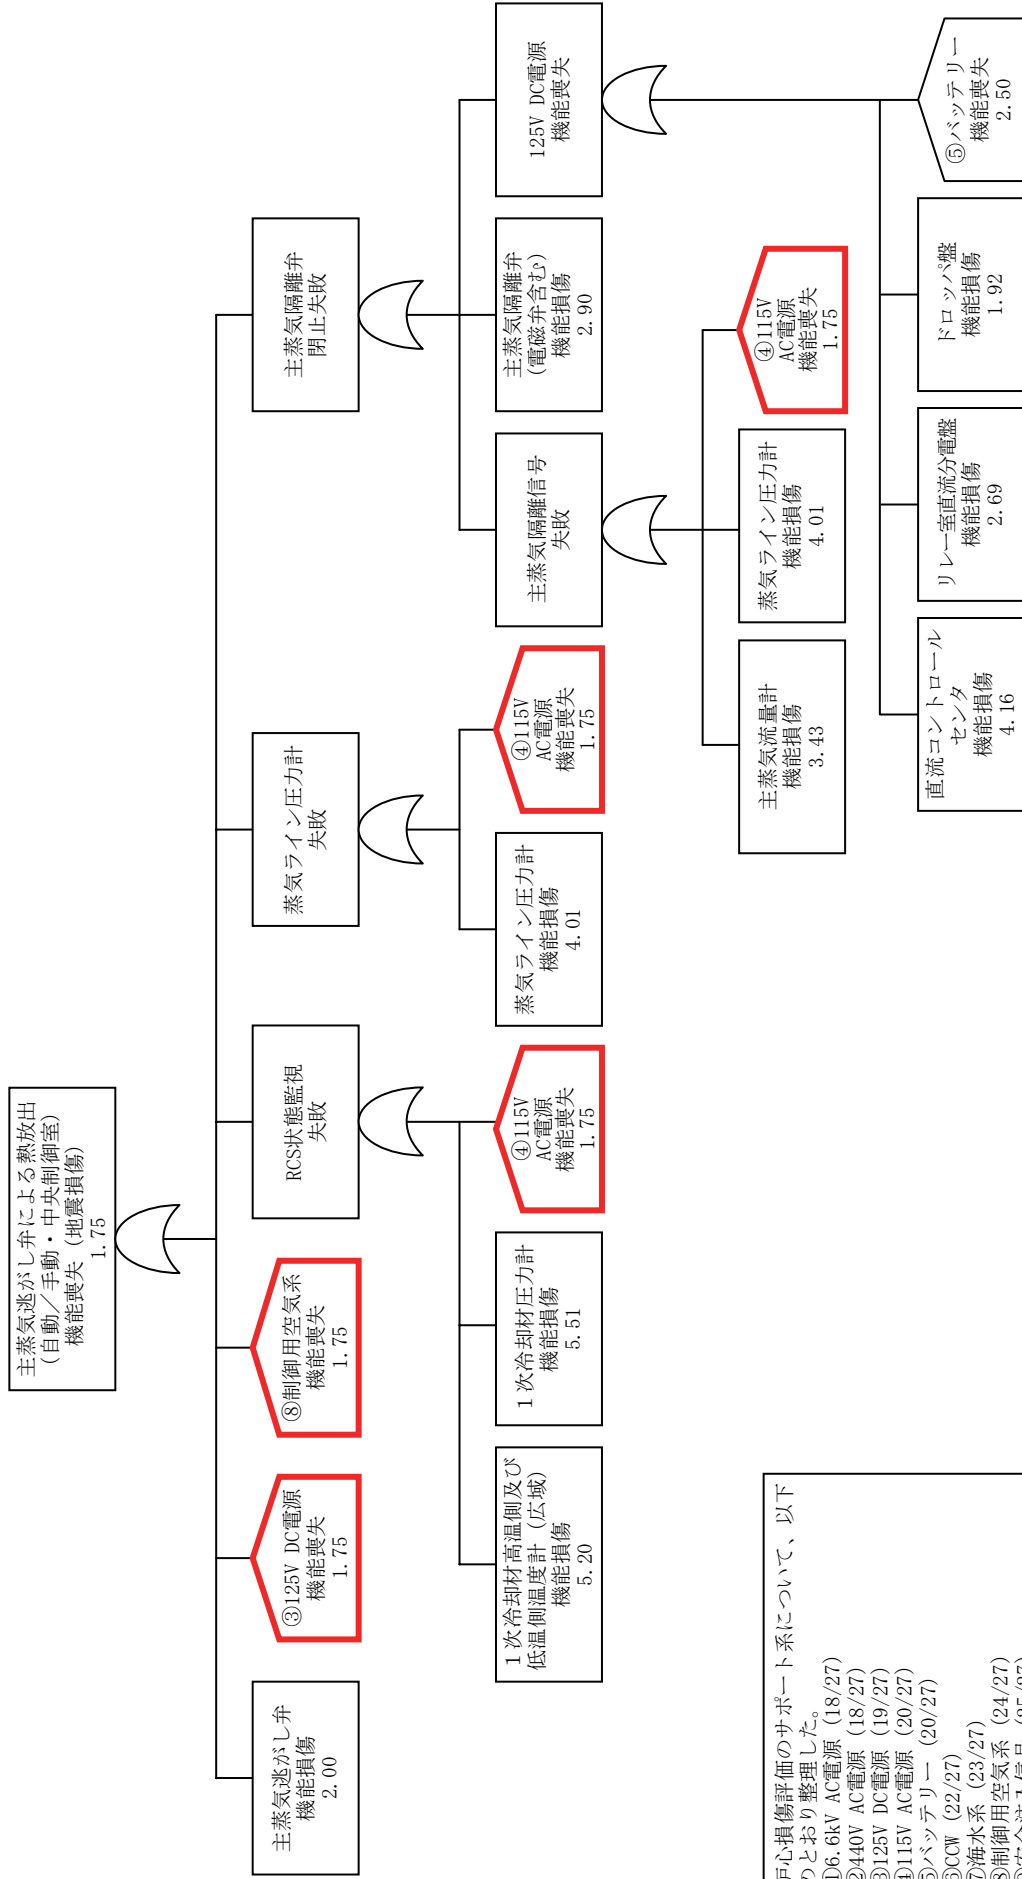 主蒸気逃がし弁による熱放出
（自動／手動・中央制御室）
機能喪失（地震損傷）
1.75
主蒸気逃がし弁
機能損傷
2.00
③125V DC電源
機能喪失
1.75
⑧制御用空気系
機能喪失
1.75
RCS状態監視
失敗
蒸気ライン圧力計
失敗
主蒸気隔離弁
閉止失敗
1次冷却材高温側及び
低温側温度計（広域）
機能損傷
5.20
1次冷却材圧力計
機能損傷
5.51
④115V
AC電源
機能喪失
1.75
蒸気ライン圧力計
機能損傷
4.01
④115V
AC電源
機能喪失
1.75
主蒸気隔離信号
失敗
主蒸気隔離弁
(電磁弁含む)
機能損傷
2.90
125V DC電源
機能喪失
主蒸気流量計
機能損傷
3.43
蒸気ライン圧力計
機能損傷
4.01
④115V
AC電源
機能喪失
1.75
直流コントロール
センタ
機能損傷
4.16
リレー室直流分電盤
機能損傷
2.69
ドロッパ盤
機能損傷
1.92
⑤バッテリー
機能喪失
2.50
炉心損傷評価のサポート系について、以下
のとおり整理した。
①6.6kV AC電源（18/27）
②440V AC電源（18/27）
③125V DC電源（19/27）
④115V AC電源（20/27）
⑤バッテリー（20/27）
⑥CCW（22/27）
⑦海水系（23/27）
⑧制御用空気系（24/27）